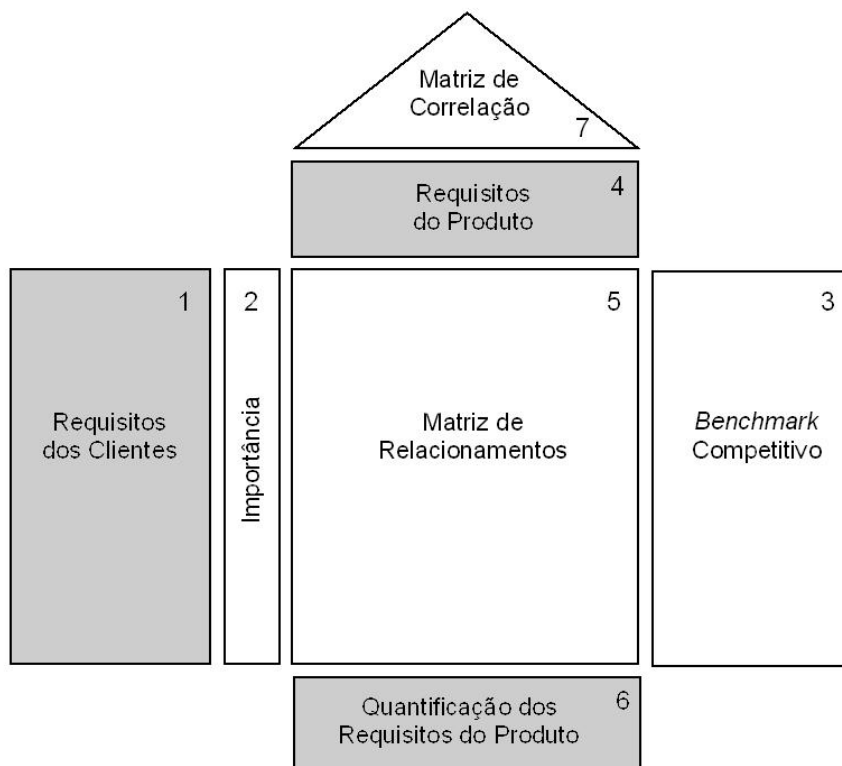 Matriz de
Correlação
7
Requisitos
do Produto
4
1
Requisitos
dos Clientes
2
Importância
5
Matriz de
Relacionamentos
3
Benchmark
Competitivo
Quantificação dos
Requisitos do Produto
6